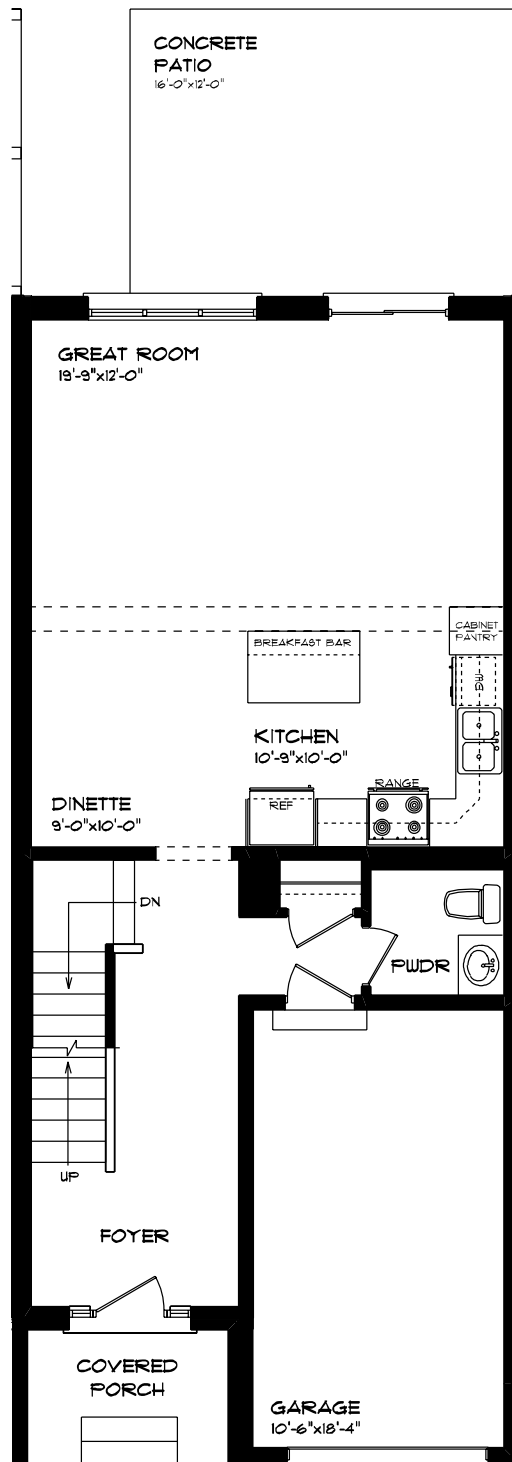 CONCRETE
PATIO
16'-0"x12'-0"
GREAT ROOM
19'-9"x12'-0"
BREAKFAST BAR
CABINET
PANTRY
DW
KITCHEN
10'-9"x10'-0"
RANGE
REF
DINETTE
9'-0"x10'-0"
DN
PWDR
UP
FOYER
COVERED
PORCH
GARAGE
10'-6"x18'-4"